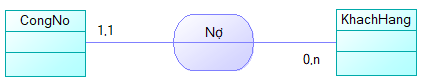 CongNo
1,1
Nợ
0,n
KhachHang